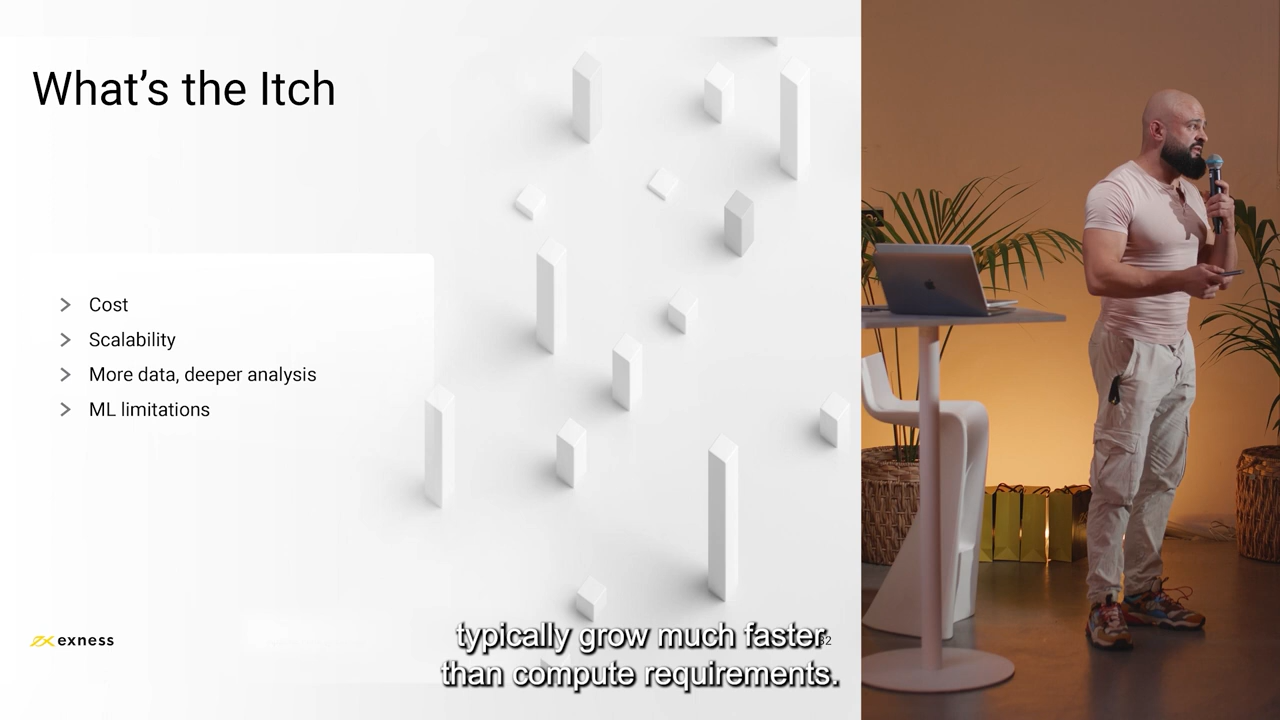 What's the Itch
Cost
Scalability
More data, deeper analysis
ML limitations
exness
typically grow much faster
than compute requirements.